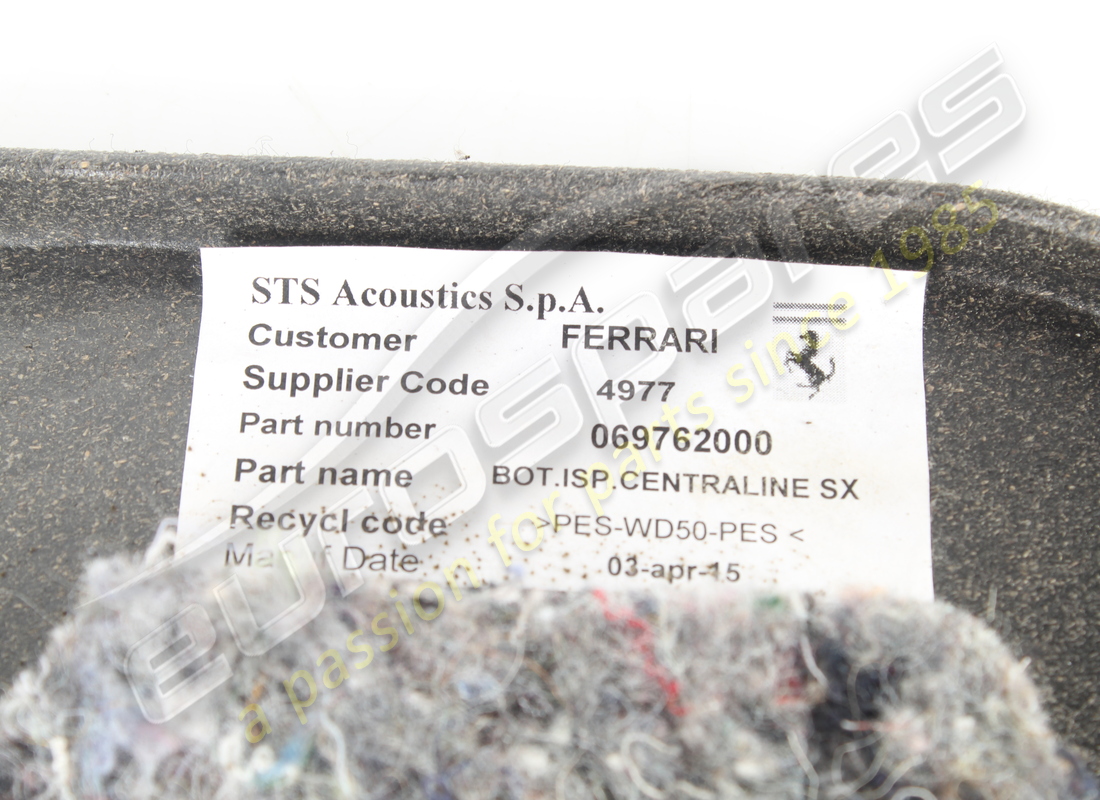 STS Acoustics S.p.A.
Customer FERRARI
Supplier Code 4977
Part number 069762000
Part name BOT.ISP.CENTRALINE SX
Recycl code >PES-WD50-PES <
Date 03-apr-15
eurospares
a passion for parts since 1985